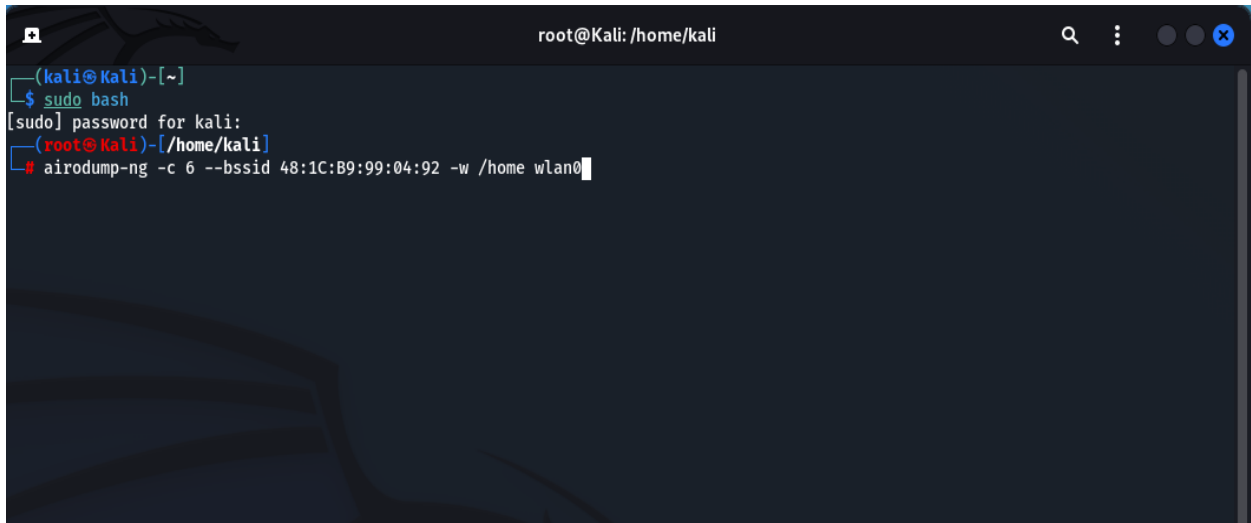 root@Kali: /home/kali
┌──(kali㉿Kali)-[~]
└─$ sudo bash
[sudo] password for kali:
┌──(root㉿Kali)-[/home/kali]
└─# airodump-ng -c 6 --bssid 48:1C:B9:99:04:92 -w /home wlan0